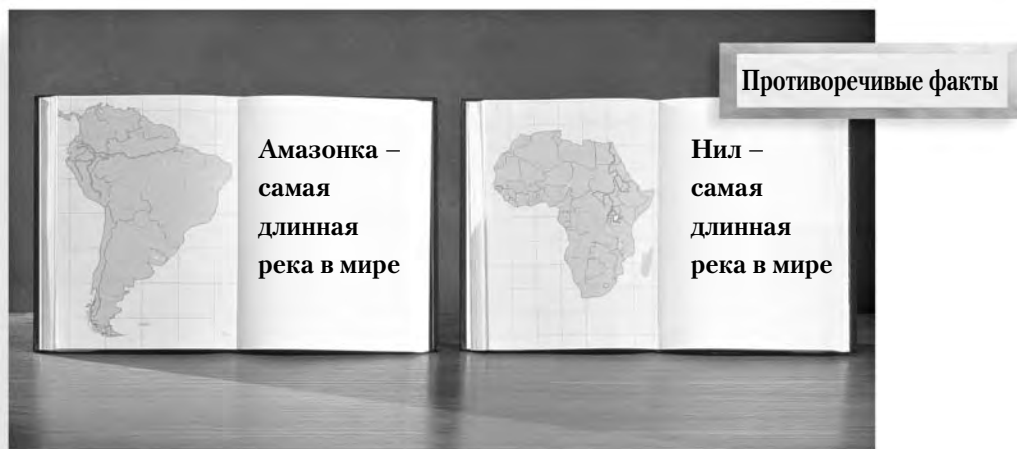 Противоречивые факты
Амазонка –
самая
длинная
река в мире
Нил –
самая
длинная
река в мире